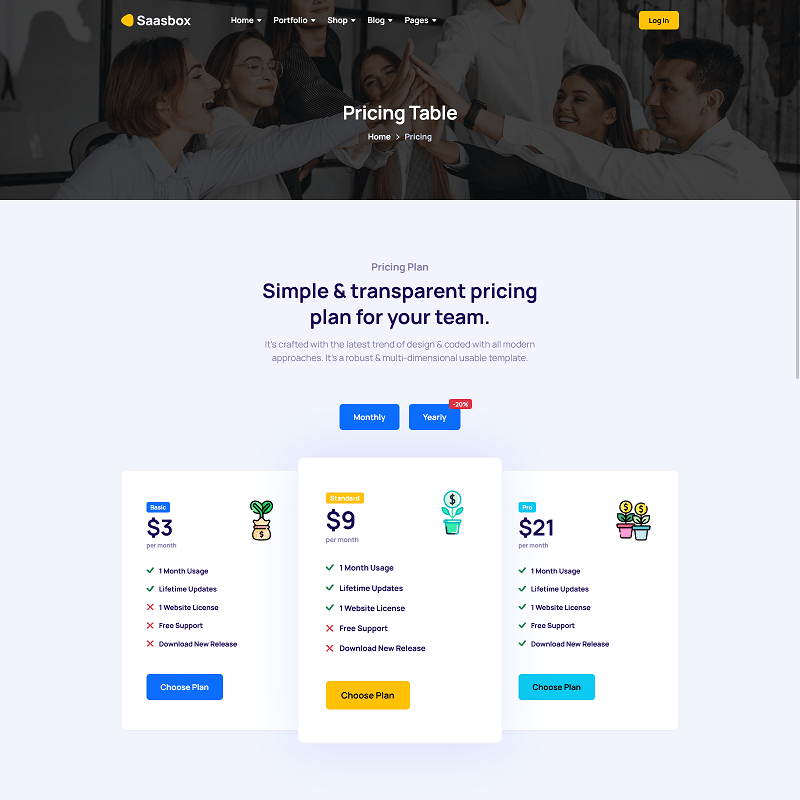 Saasbox
Home
Portfolio
Shop
Blog
Pages
Log In
Pricing Table
Home > Pricing
Pricing Plan
Simple & transparent pricing
plan for your team.
It's crafted with the latest trend of design & coded with all modern
approaches. It's a robust & multi-dimensional usable template.
Monthly
Yearly
-20%
Basic
$3
per month
1 Month Usage
Lifetime Updates
1 Website License
Free Support
Download New Release
Choose Plan
Standard
$9
per month
1 Month Usage
Lifetime Updates
1 Website License
Free Support
Download New Release
Choose Plan
Pro
$21
per month
1 Month Usage
Lifetime Updates
1 Website License
Free Support
Download New Release
Choose Plan